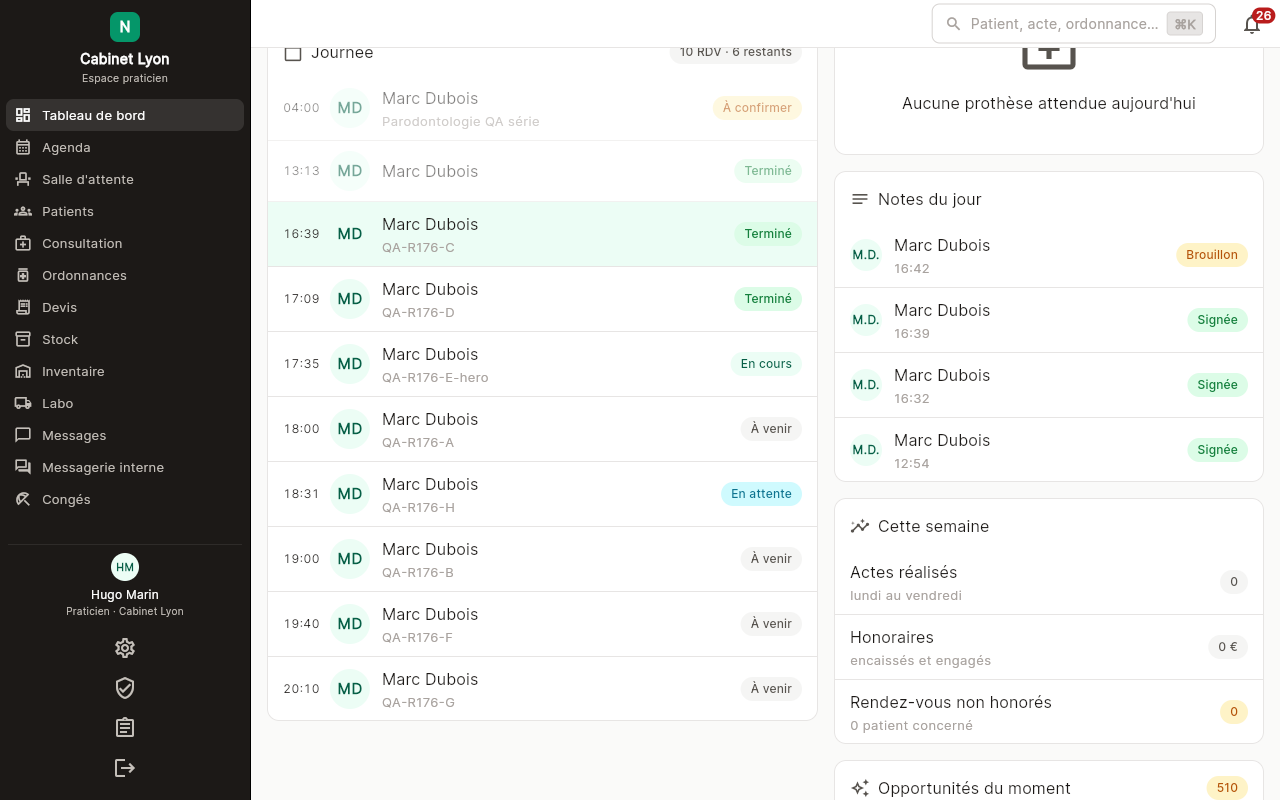 N
Cabinet Lyon
Espace praticien
Tableau de bord
Agenda
Salle d'attente
Patients
Consultation
Ordonnances
Devis
Stock
Inventaire
Labo
Messages
Messagerie interne
Congés
HM
Hugo Marin
Praticien · Cabinet Lyon
Patient, acte, ordonnance... ⌘K
26
Journée
10 RDV · 6 restants
04:00 MD Marc Dubois À confirmer
Parodontologie QA série
13:13 MD Marc Dubois Terminé
16:39 MD Marc Dubois Terminé
QA-R176-C
17:09 MD Marc Dubois Terminé
QA-R176-D
17:35 MD Marc Dubois En cours
QA-R176-E-hero
18:00 MD Marc Dubois À venir
QA-R176-A
18:31 MD Marc Dubois En attente
QA-R176-H
19:00 MD Marc Dubois À venir
QA-R176-B
19:40 MD Marc Dubois À venir
QA-R176-F
20:10 MD Marc Dubois À venir
QA-R176-G
Aucune prothèse attendue aujourd'hui
Notes du jour
M.D. Marc Dubois Brouillon
16:42
M.D. Marc Dubois Signée
16:39
M.D. Marc Dubois Signée
16:32
M.D. Marc Dubois Signée
12:54
Cette semaine
Actes réalisés 0
lundi au vendredi
Honoraires 0 €
encaissés et engagés
Rendez-vous non honorés 0
0 patient concerné
Opportunités du moment 510